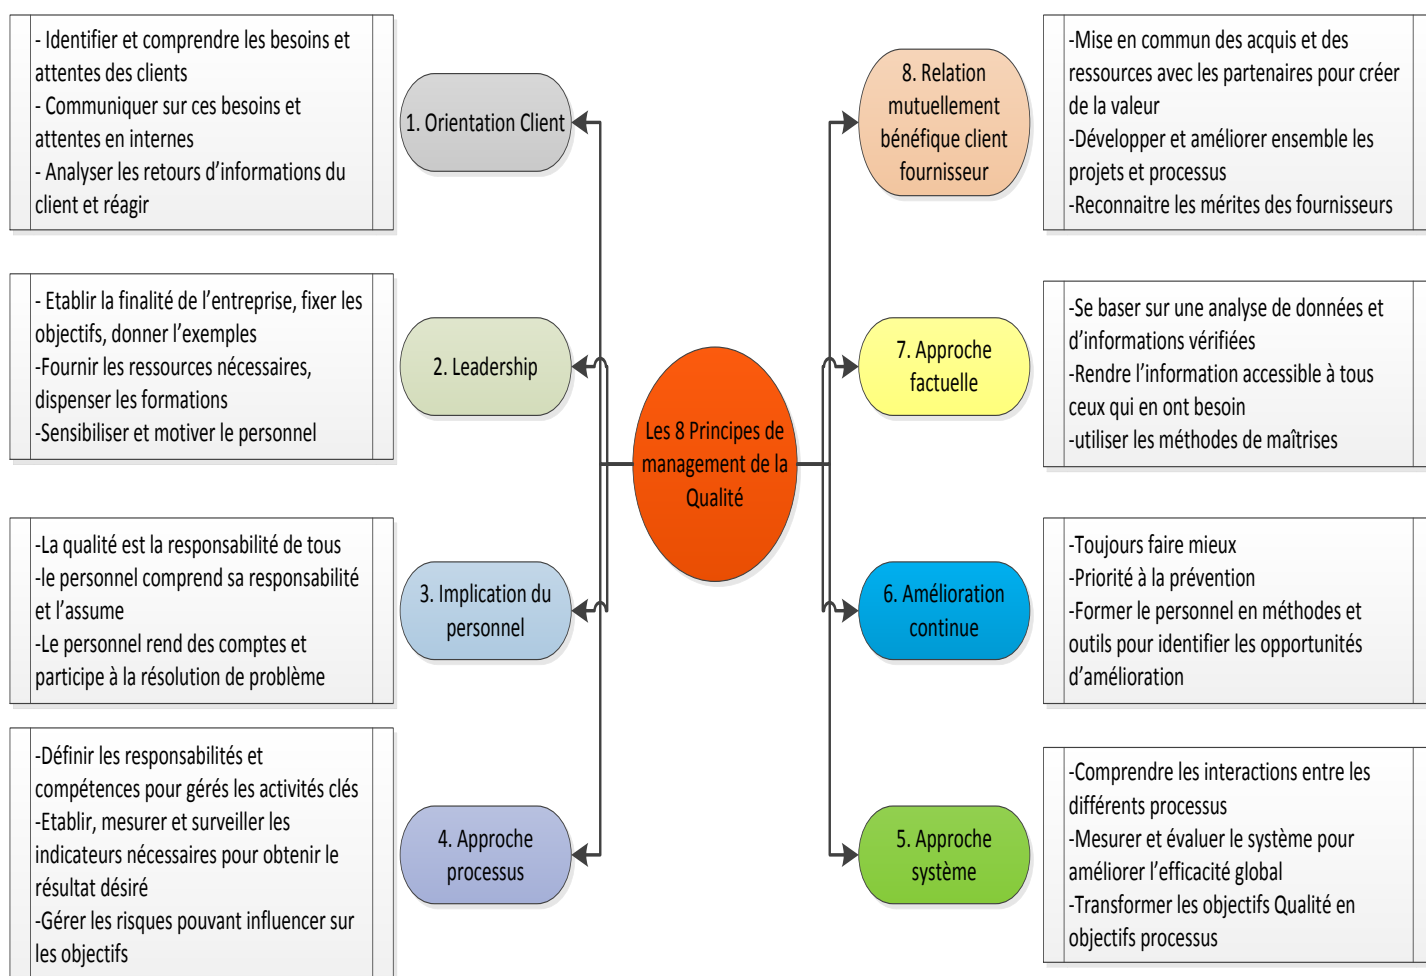 - Identifier et comprendre les besoins et
attentes des clients
- Communiquer sur ces besoins et
attentes en internes
- Analyser les retours d’informations du
client et réagir
1. Orientation Client
- Etablir la finalité de l’entreprise, fixer les
objectifs, donner l’exemples
-Fournir les ressources nécessaires,
dispenser les formations
-Sensibiliser et motiver le personnel
2. Leadership
-La qualité est la responsabilité de tous
-le personnel comprend sa responsabilité
et l’assume
-Le personnel rend des comptes et
participe à la résolution de problème
3. Implication du
personnel
-Définir les responsabilités et
compétences pour gérés les activités clés
-Etablir, mesurer et surveiller les
indicateurs nécessaires pour obtenir le
résultat désiré
-Gérer les risques pouvant influencer sur
les objectifs
4. Approche
processus
Les 8 Principes de
management de la
Qualité
8. Relation
mutuellement
bénéfique client
fournisseur
-Mise en commun des acquis et des
ressources avec les partenaires pour créer
de la valeur
-Développer et améliorer ensemble les
projets et processus
-Reconnaitre les mérites des fournisseurs
7. Approche
factuelle
-Se baser sur une analyse de données et
d’informations vérifiées
-Rendre l’information accessible à tous
ceux qui en ont besoin
-utiliser les méthodes de maîtrises
6. Amélioration
continue
-Toujours faire mieux
-Priorité à la prévention
-Former le personnel en méthodes et
outils pour identifier les opportunités
d’amélioration
5. Approche
système
-Comprendre les interactions entre les
différents processus
-Mesurer et évaluer le système pour
améliorer l’efficacité global
-Transformer les objectifs Qualité en
objectifs processus